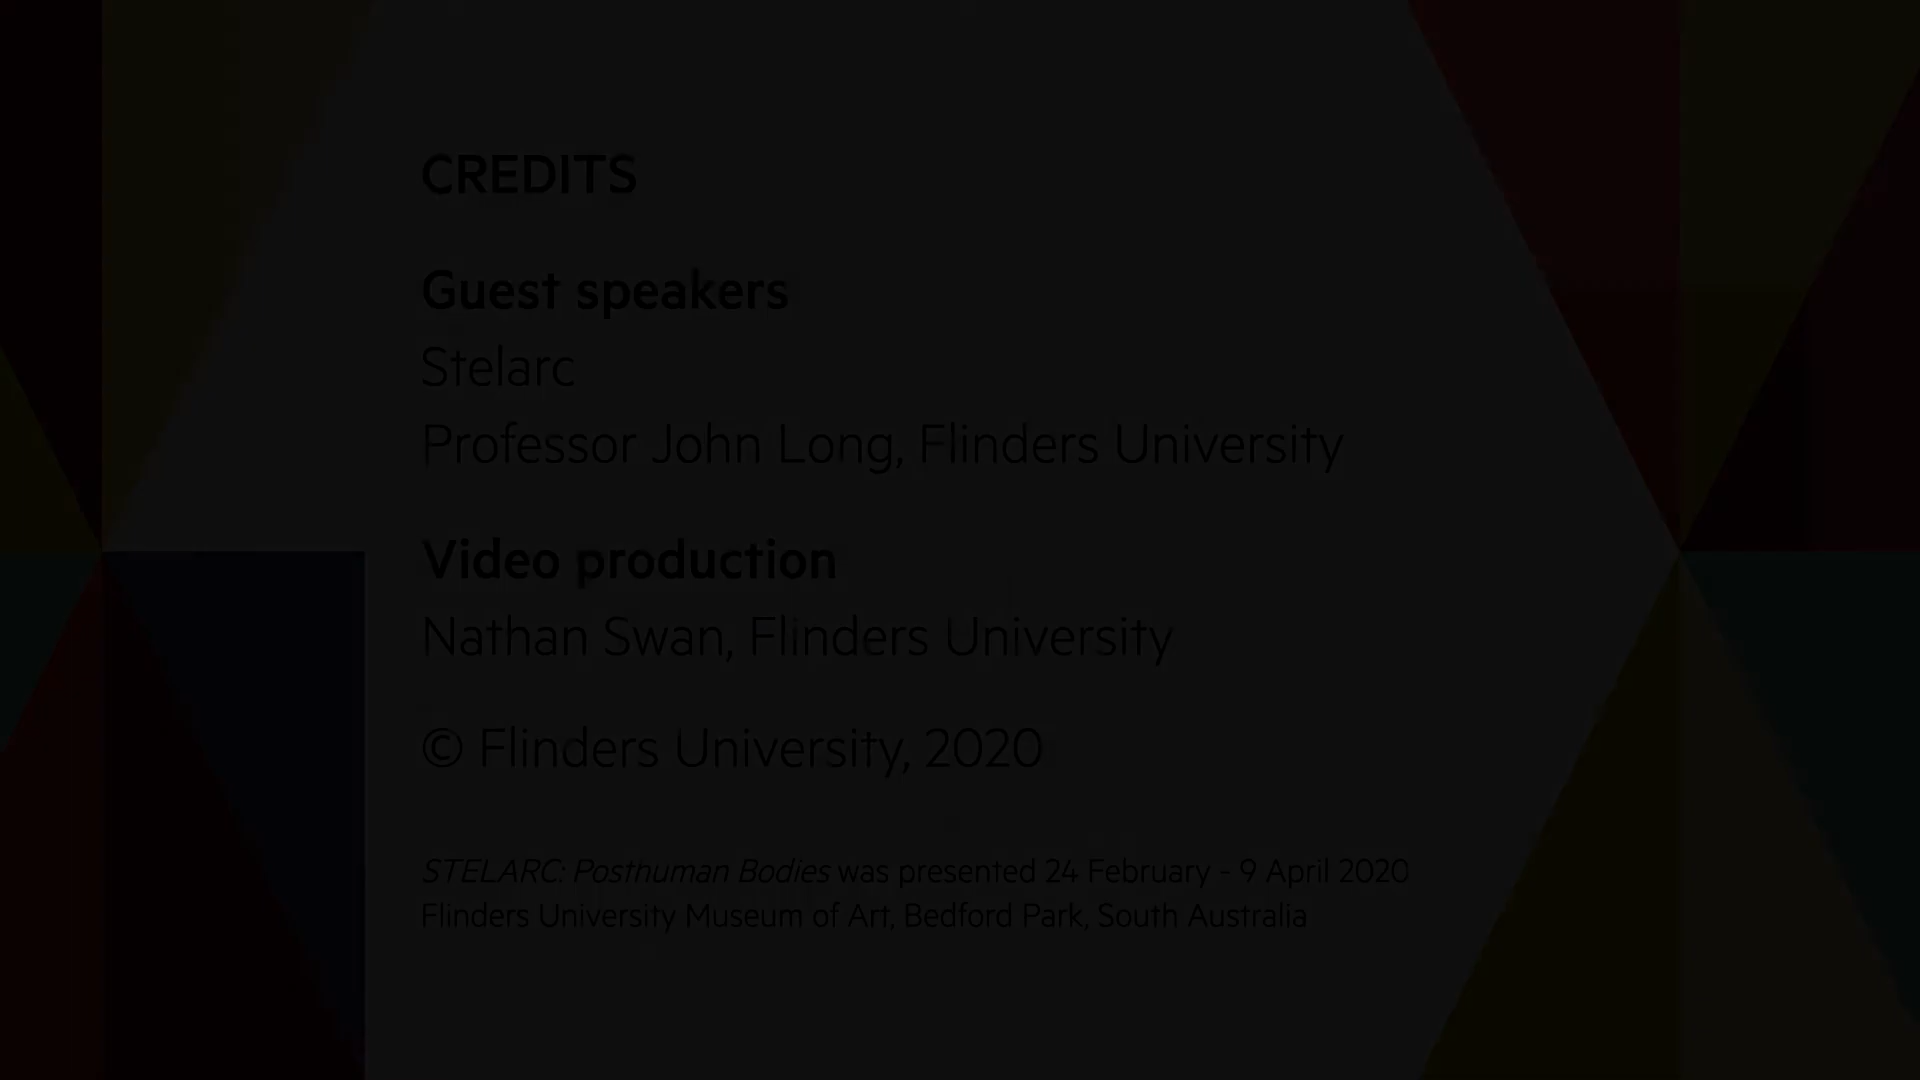 CREDITS
Guest speakers
Stelarc
Professor John Long, Flinders University
Video production
Nathan Swan, Flinders University
© Flinders University, 2020
STELARC: Posthuman Bodies was presented 24 February - 9 April 2020
Flinders University Museum of Art, Bedford Park, South Australia